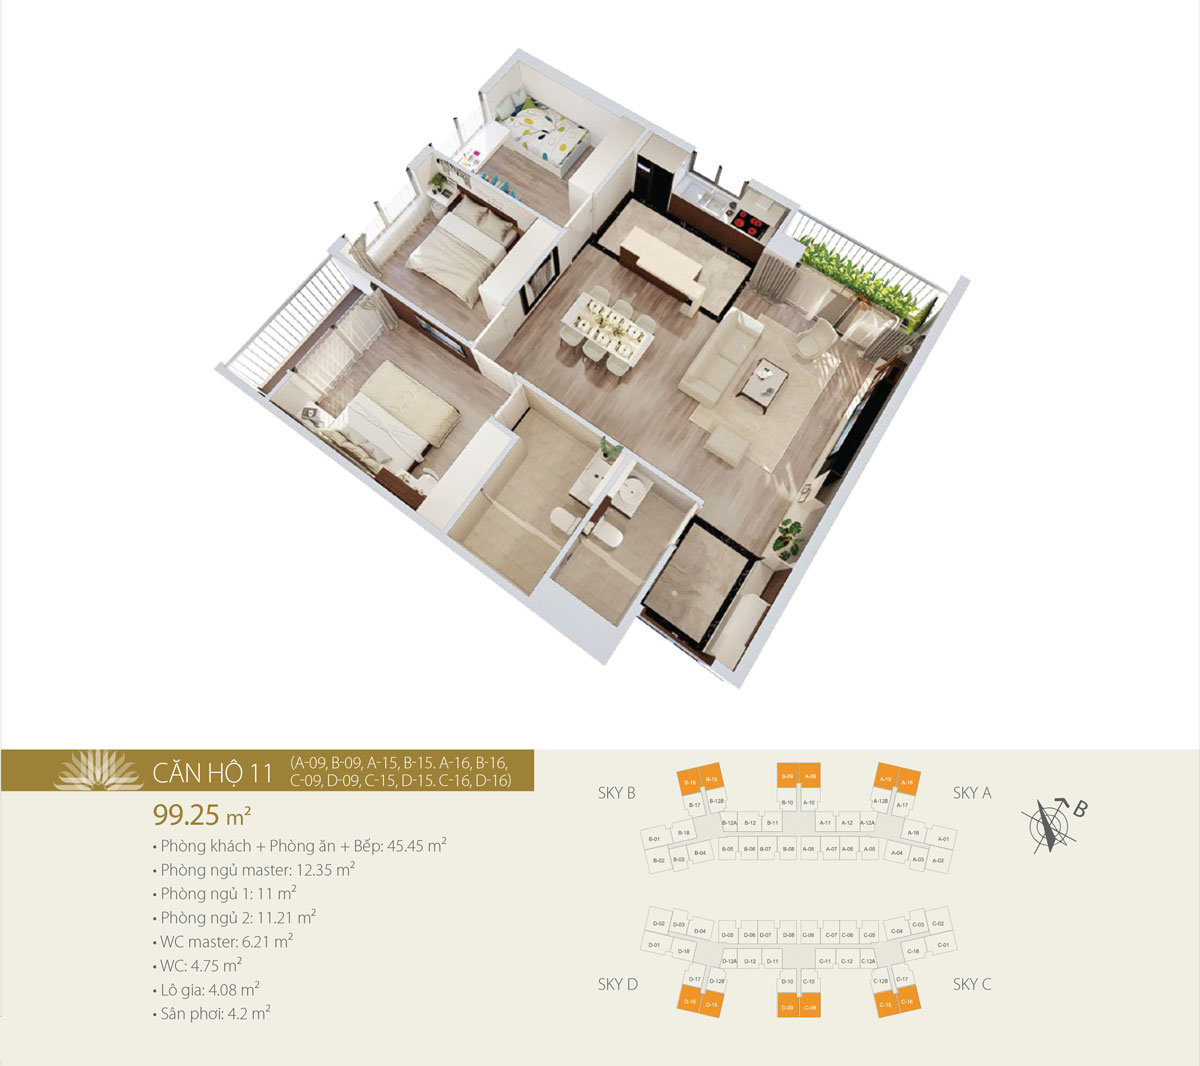 CĂN HỘ 11
(A-09, B-09, A-15, B-15. A-16, B-16,
C-09, D-09, C-15, D-15. C-16, D-16)
99.25 m²
• Phòng khách + Phòng ăn + Bếp: 45.45 m²
• Phòng ngủ master: 12.35 m²
• Phòng ngủ 1: 11 m²
• Phòng ngủ 2: 11.21 m²
• WC master: 6.21 m²
• WC: 4.75 m²
• Lô gia: 4.08 m²
• Sân phơi: 4.2 m²
SKY B
SKY A
B
B-16 B-15 B-09 A-09 A-15 A-16
B-17 B-12B B-10 A-10 A-12B A-17
B-01 B-18 B-12A B-12 B-11 A-11 A-12 A-12A A-18 A-01
B-02 B-03 B-04 B-05 B-06 B-07 B-08 A-08 A-07 A-06 A-05 A-04 A-03 A-02
D-02 D-03 D-04 D-05 D-06 D-07 D-08 C-08 C-07 C-06 C-05 C-04 C-03 C-02
D-01 D-18 D-12A D-12 D-11 C-11 C-12 C-12A C-18 C-01
D-17 D-12B D-10 C-10 C-12B C-17
D-16 D-15 D-09 C-09 C-15 C-16
SKY D
SKY C